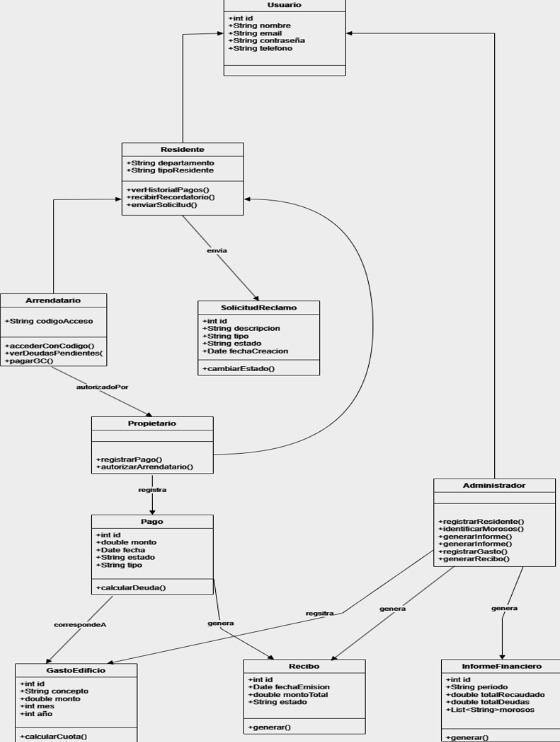 Usuario
+int id
+String nombre
+String email
+String contraseña
+String telefono
Residente
+String departamento
+String tipoResidente
+verHistorialPagos()
+recibirRecordatorio()
+enviarSolicitud()
envía
Arrendatario
+String codigoAcceso
+accederConCodigo()
+verDeudasPendientes(
+pagarGC()
SolicitudReclamo
+int id
+String descripcion
+String tipo
+String estado
+Date fechaCreacion
+cambiarEstado()
autorizadoPor
Propietario
+registrarPago()
+autorizarArrendatario()
registra
Administrador
+registrarResidente()
+identificarMorosos()
+generarInforme()
+generarInforme()
+registrarGasto()
+generarRecibo()
Pago
+int id
+double monto
+Date fecha
+String estado
+String tipo
+calcularDeuda()
correspondeA
genera
regsitra
genera
genera
GastoEdificio
+int id
+String concepto
+double monto
+int mes
+int año
+calcularCuota()
Recibo
+int id
+Date fechaEmision
+double montoTotal
+String estado
+generar()
InformeFinanciero
+int id
+String periodo
+double totalRecaudado
+double totalDeudas
+List<String>morosos
+generar()